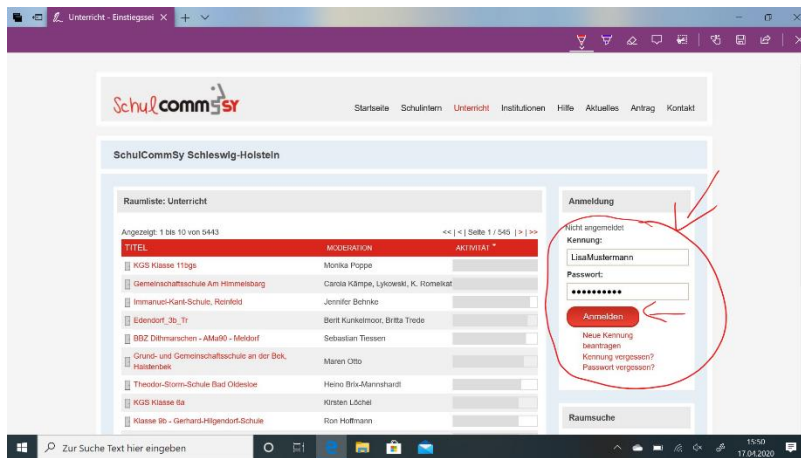 Unterricht - Einstiegssei
Schulcommsy
Startseite Schulintern Unterricht Institutionen Hilfe Aktuelles Antrag Kontakt
SchulCommSy Schleswig-Holstein
Raumliste: Unterricht
Angezeigt: 1 bis 10 von 5443 << | < | Seite 1 / 545 | > | >>
TITEL MODERATION AKTIVITÄT
KGS Klasse 11bgs Monika Poppe
Gemeinschaftsschule Am Himmelsbarg Carola Kämpe, Lykowski, K. Romeikat
Immanuel-Kant-Schule, Reinfeld Jennifer Behnke
Edendorf_3b_Tr Berit Kunkelmoor, Britta Trede
BBZ Dithmarschen - AMa90 - Meldorf Sebastian Tiessen
Grund- und Gemeinschaftsschule an der Bek,
Halstenbek Maren Otto
Theodor-Storm-Schule Bad Oldesloe Heino Brix-Mannshardt
KGS Klasse 6a Kirsten Löchel
Klasse 9b - Gerhard-Hilgendorf-Schule Ron Hoffmann
Anmeldung
Nicht angemeldet
Kennung:
LisaMustermann
Passwort:
••••••••••
Anmelden
Neue Kennung
beantragen
Kennung vergessen?
Passwort vergessen?
Raumsuche
Zur Suche Text hier eingeben
15:50
17.04.2020